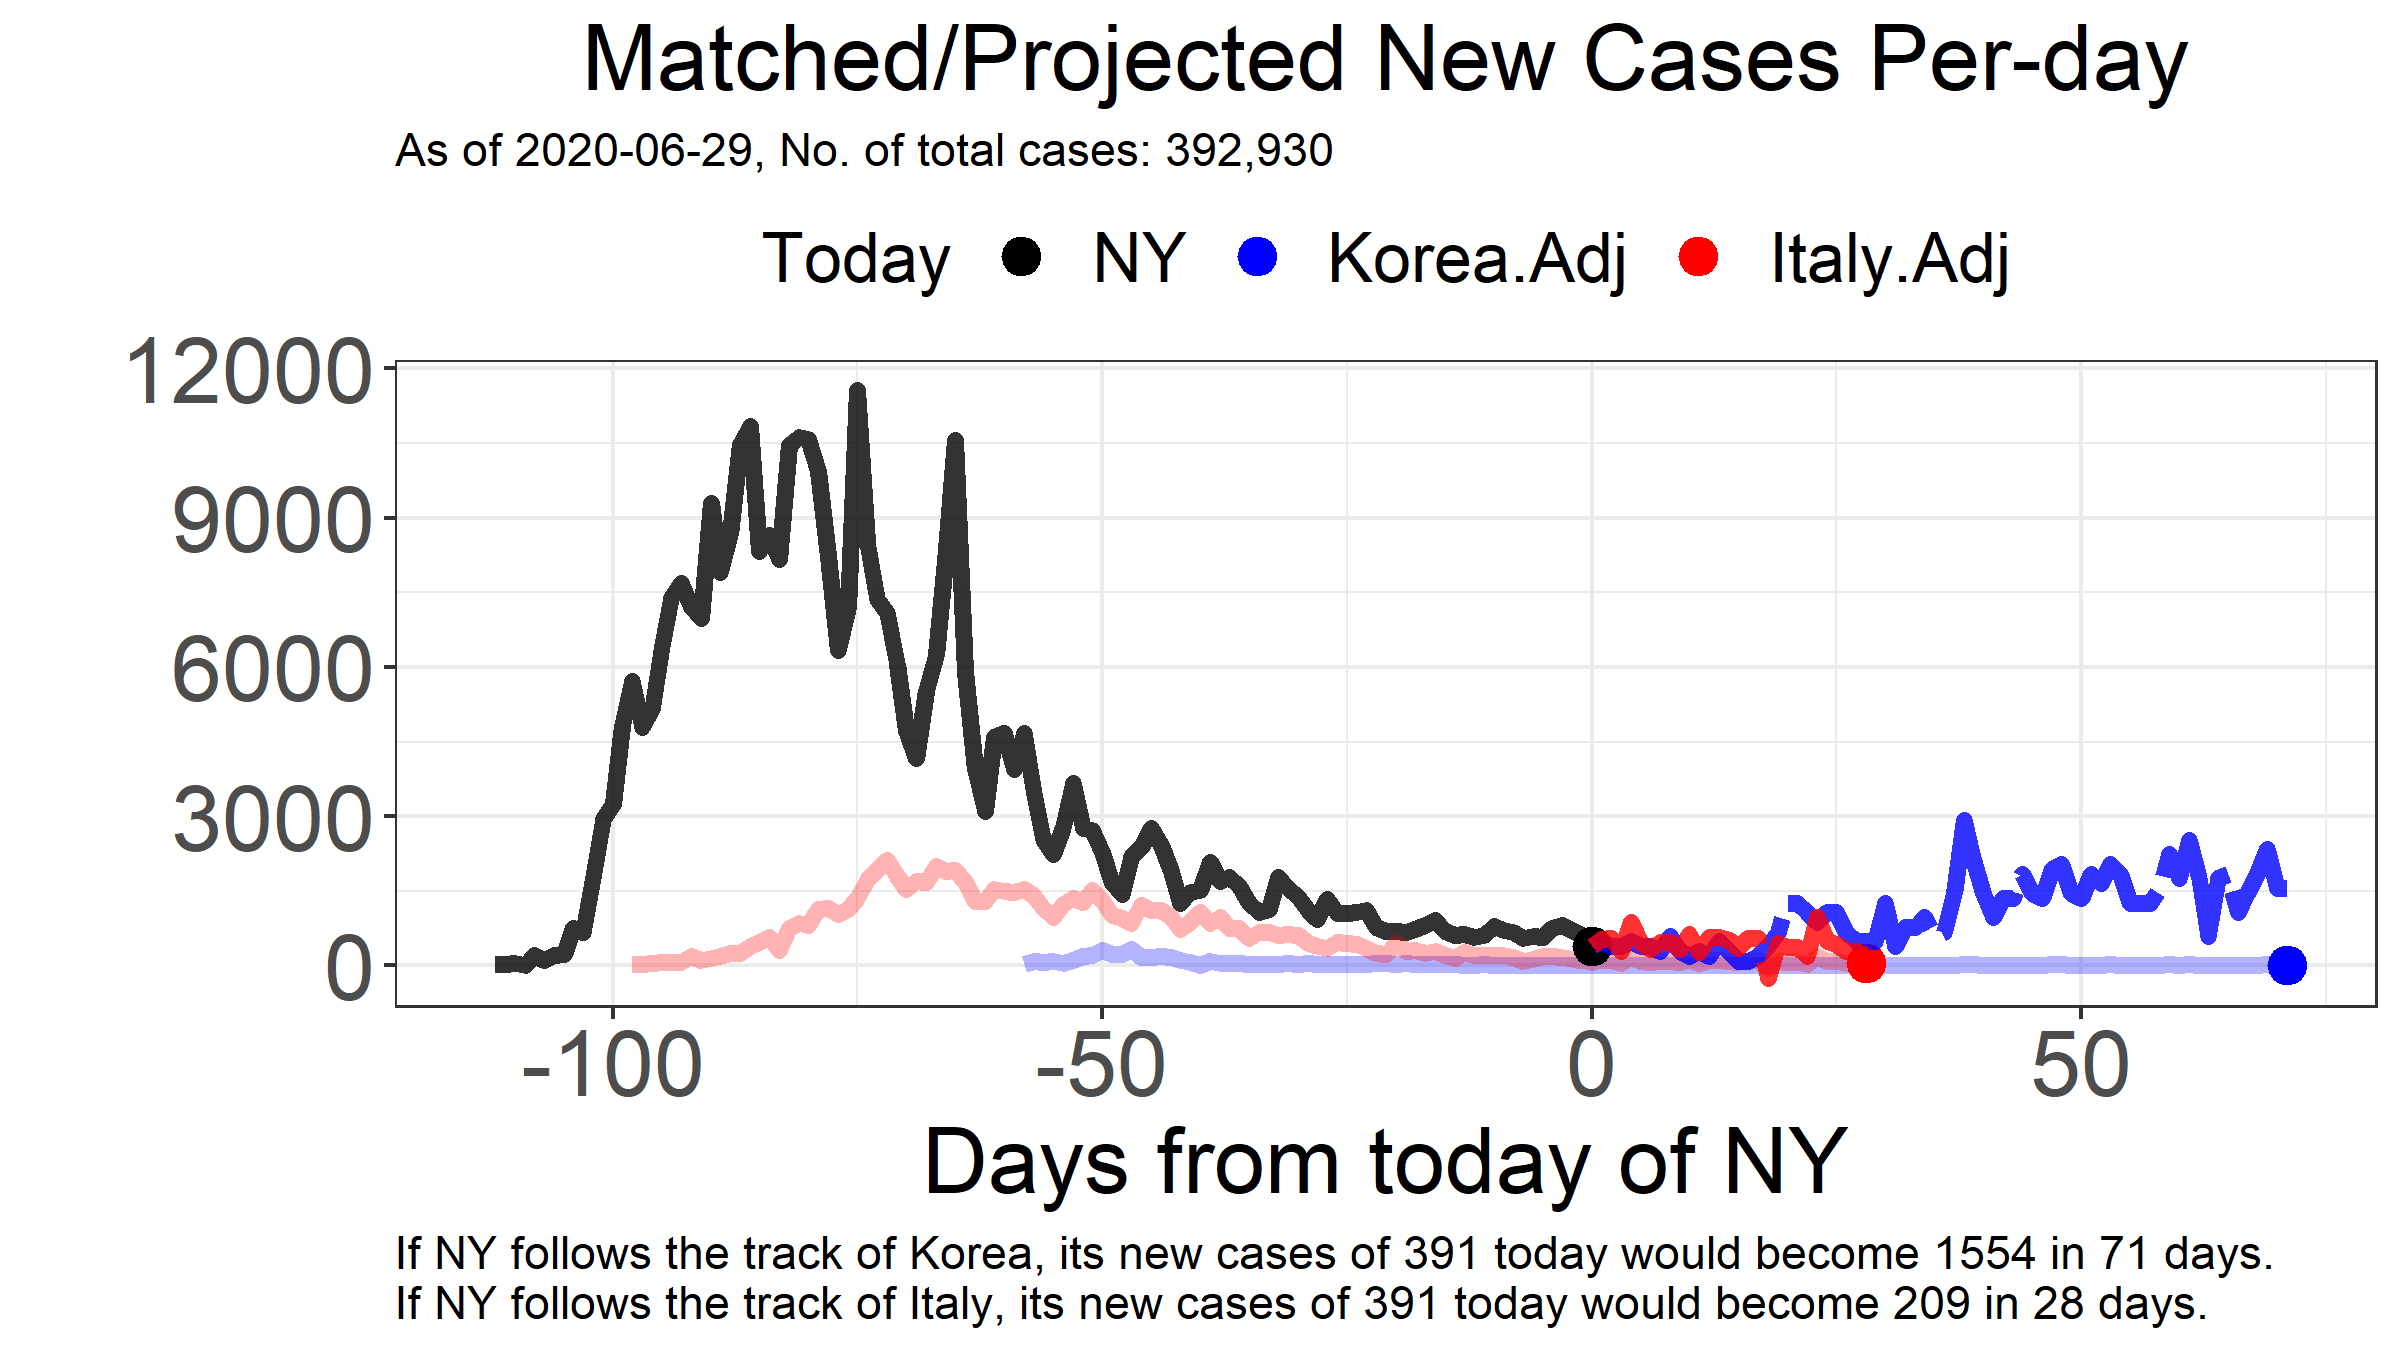 Matched/Projected New Cases Per-day
As of 2020-06-29, No. of total cases: 392,930
Today NY Korea.Adj Italy.Adj
12000
9000
6000
3000
0
-100 -50 0 50
Days from today of NY
If NY follows the track of Korea, its new cases of 391 today would become 1554 in 71 days.
If NY follows the track of Italy, its new cases of 391 today would become 209 in 28 days.